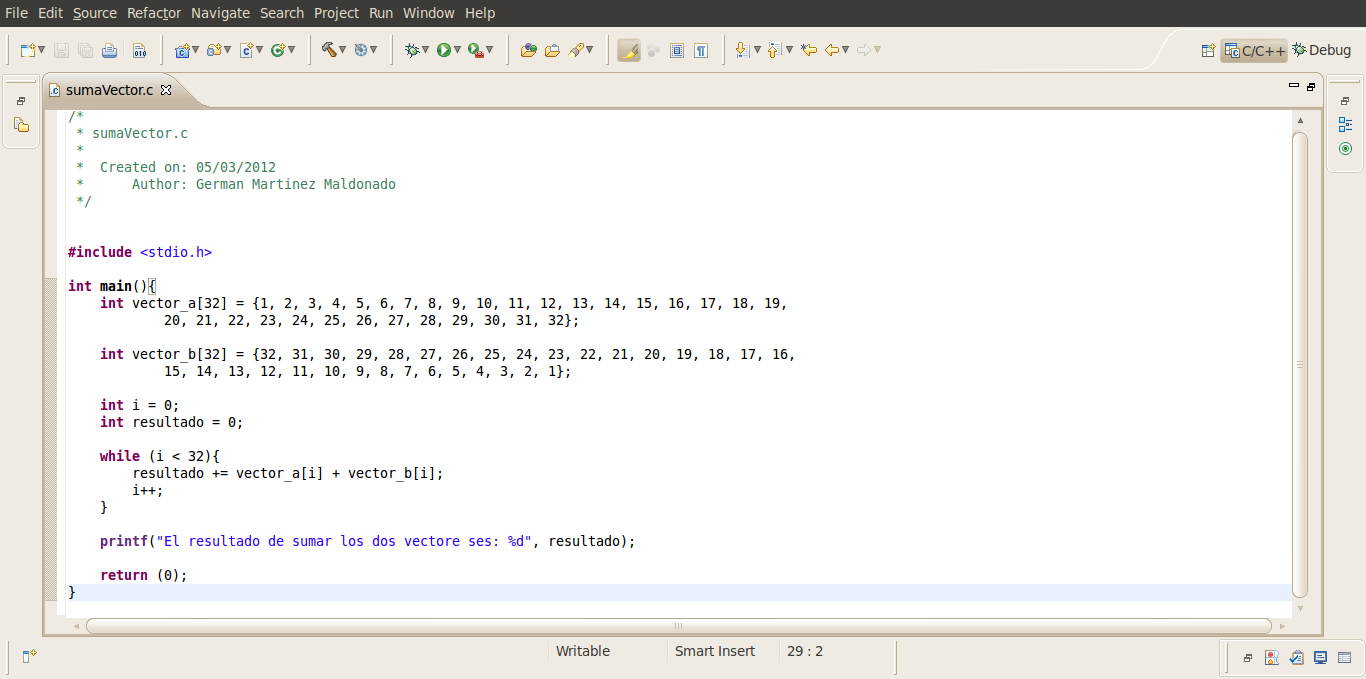 File Edit Source Refactor Navigate Search Project Run Window Help
C/C++ Debug
sumaVector.c
/*
 * sumaVector.c
 *
 *  Created on: 05/03/2012
 *      Author: German Martinez Maldonado
 */
#include <stdio.h>
int main(){
    int vector_a[32] = {1, 2, 3, 4, 5, 6, 7, 8, 9, 10, 11, 12, 13, 14, 15, 16, 17, 18, 19,
            20, 21, 22, 23, 24, 25, 26, 27, 28, 29, 30, 31, 32};
    int vector_b[32] = {32, 31, 30, 29, 28, 27, 26, 25, 24, 23, 22, 21, 20, 19, 18, 17, 16,
            15, 14, 13, 12, 11, 10, 9, 8, 7, 6, 5, 4, 3, 2, 1};
    int i = 0;
    int resultado = 0;
    while (i < 32){
        resultado += vector_a[i] + vector_b[i];
        i++;
    }
    printf("El resultado de sumar los dos vectore ses: %d", resultado);
    return (0);
}
Writable Smart Insert 29 : 2